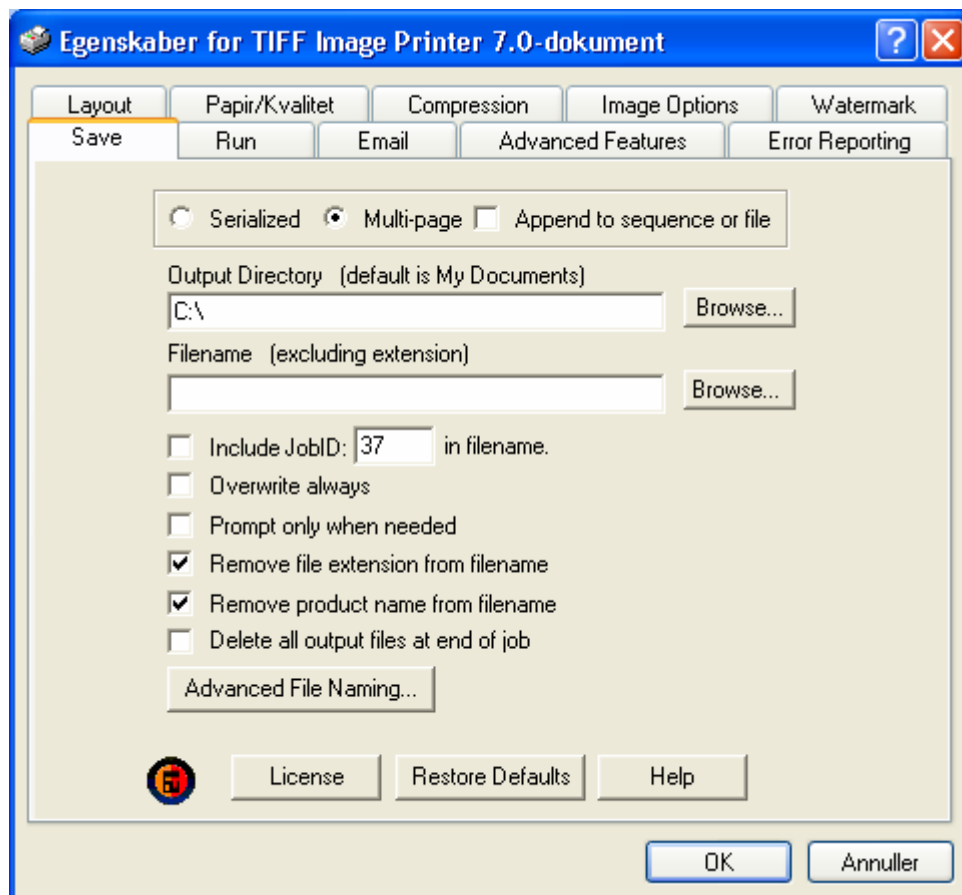 Egenskaber for TIFF Image Printer 7.0-dokument
Layout Papir/Kvalitet Compression Image Options Watermark
Save Run Email Advanced Features Error Reporting
Serialized Multi-page Append to sequence or file
Output Directory (default is My Documents)
C:\ Browse...
Filename (excluding extension)
Browse...
Include JobID: 37 in filename.
Overwrite always
Prompt only when needed
Remove file extension from filename
Remove product name from filename
Delete all output files at end of job
Advanced File Naming...
License Restore Defaults Help
OK Annuller